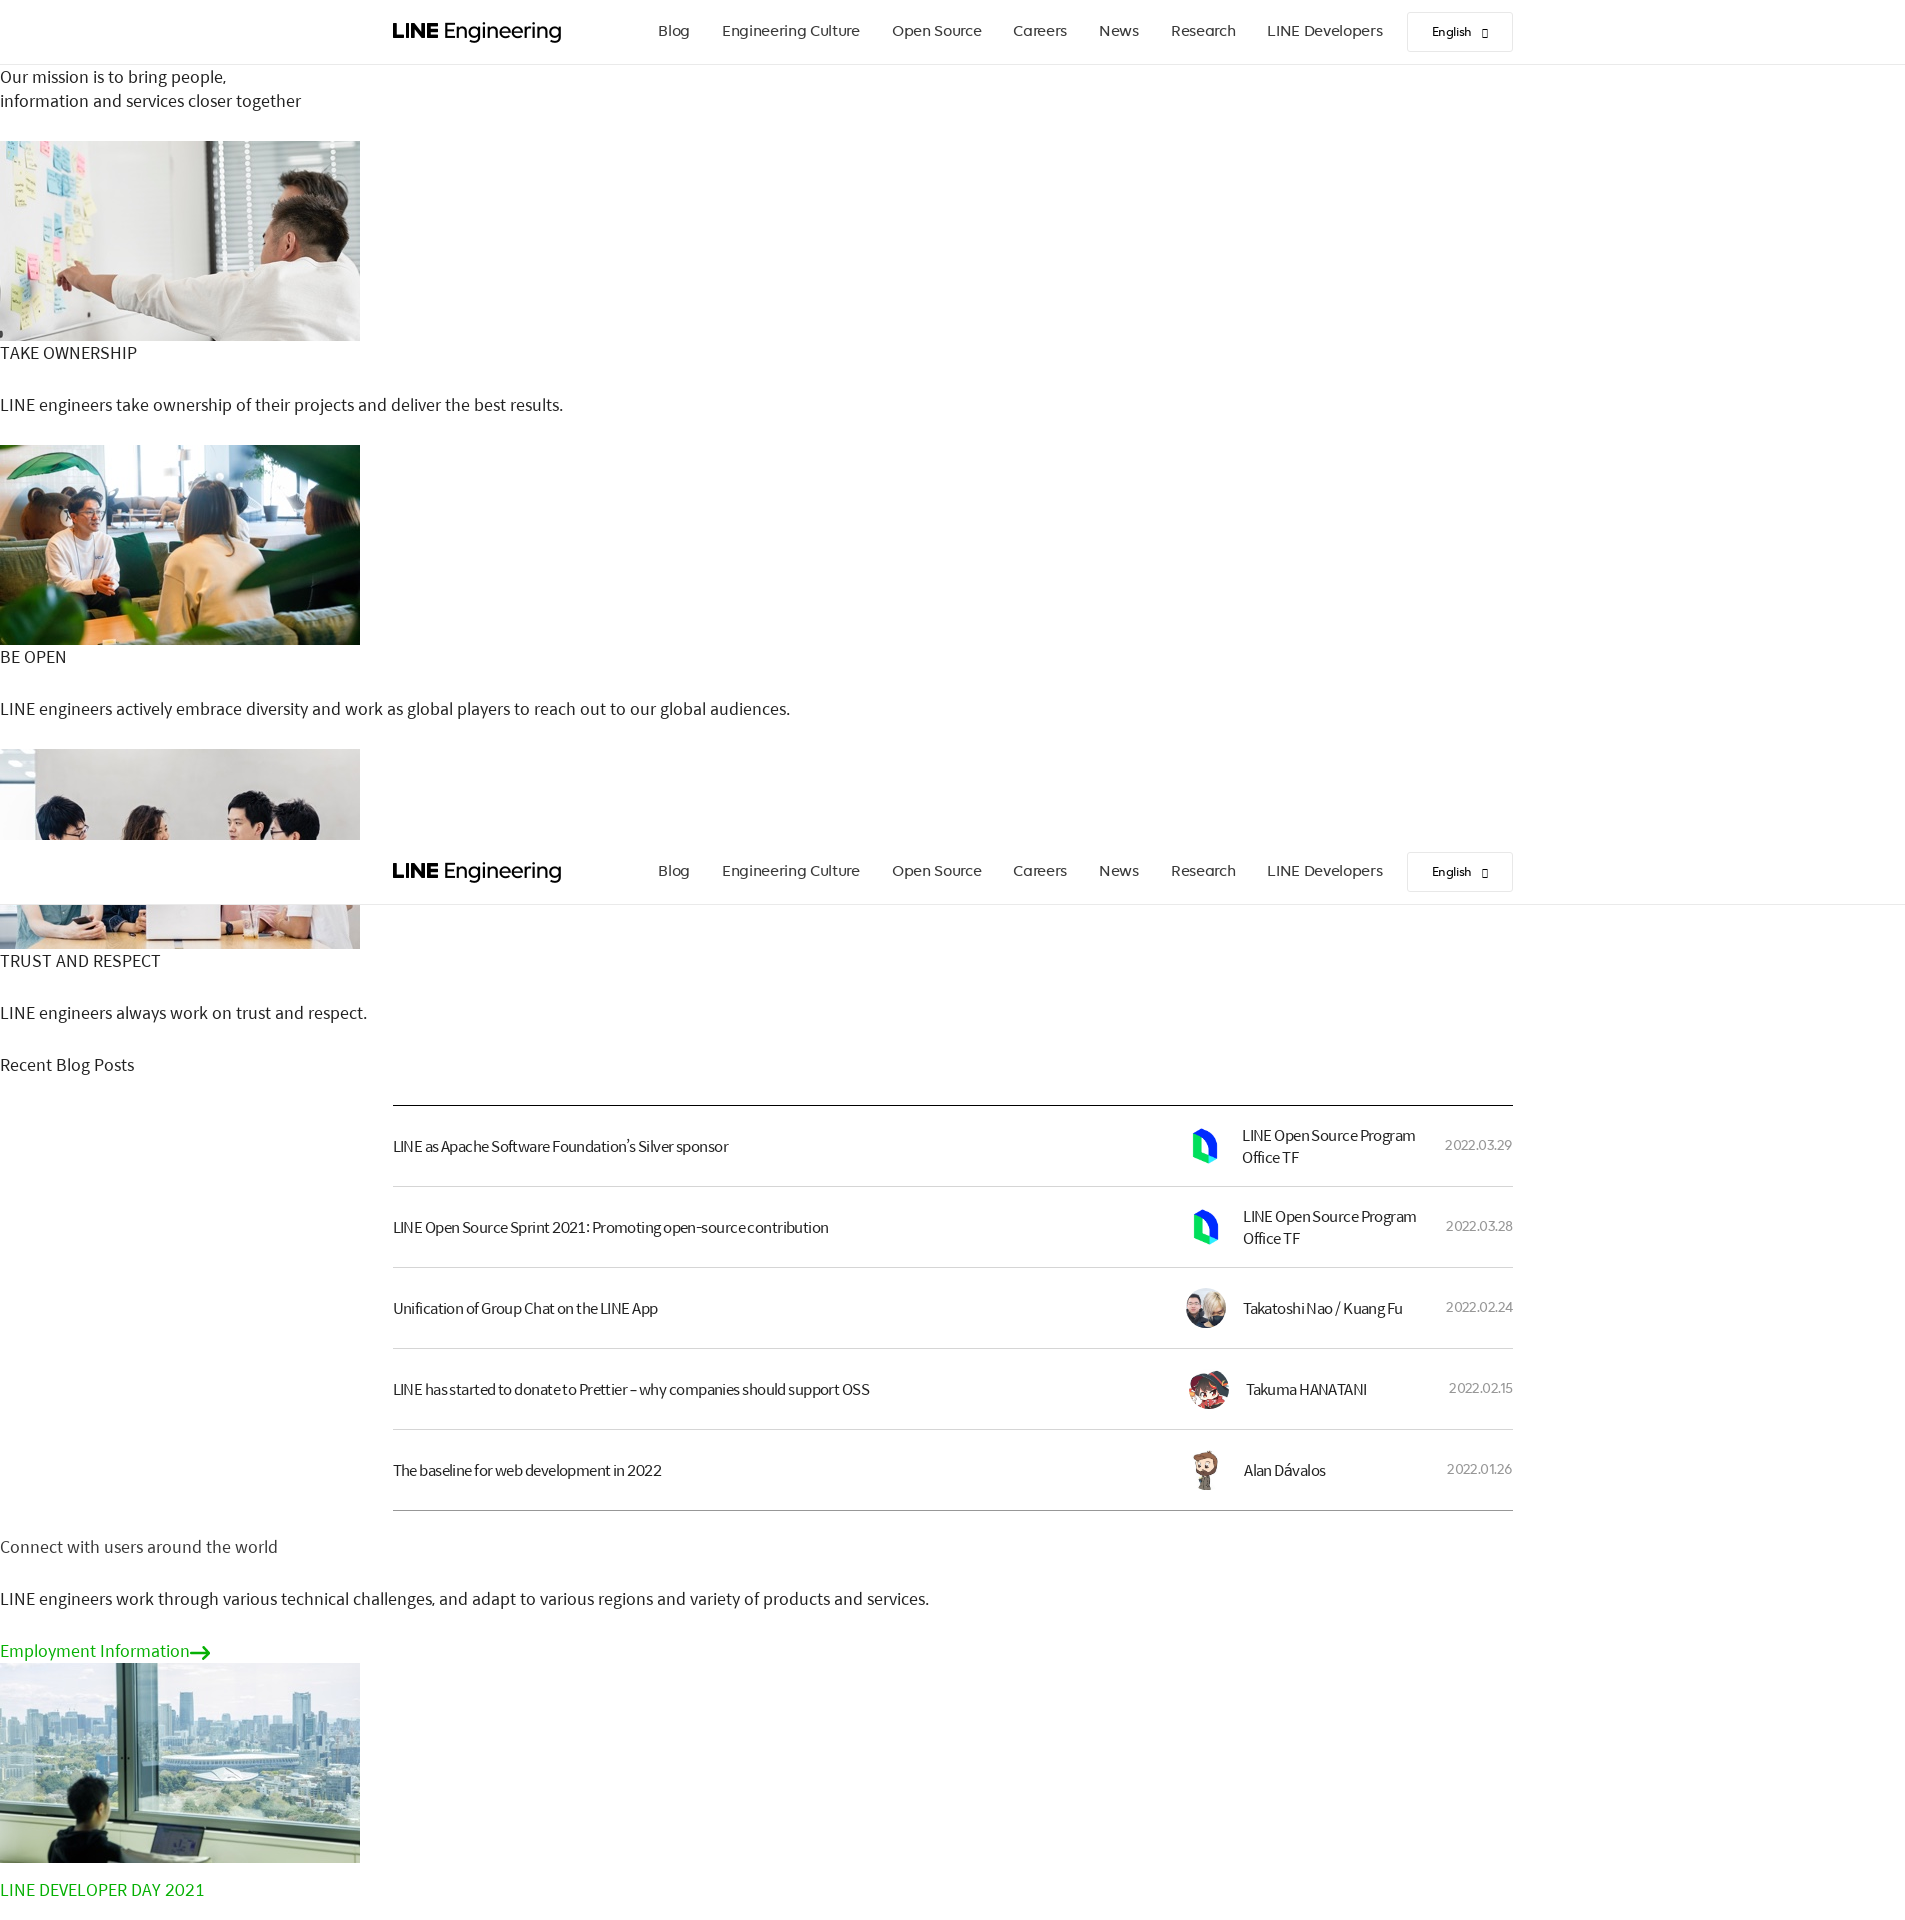 LINE Engineering
Blog
Engineering Culture
Open Source
Careers
News
Research
LINE Developers
English
Our mission is to bring people,
information and services closer together
TAKE OWNERSHIP
LINE engineers take ownership of their projects and deliver the best results.
BE OPEN
LINE engineers actively embrace diversity and work as global players to reach out to our global audiences.
LINE Engineering
Blog
Engineering Culture
Open Source
Careers
News
Research
LINE Developers
English
TRUST AND RESPECT
LINE engineers always work on trust and respect.
Recent Blog Posts
LINE as Apache Software Foundation’s Silver sponsor
LINE Open Source Program
Office TF
2022.03.29
LINE Open Source Sprint 2021: Promoting open-source contribution
LINE Open Source Program
Office TF
2022.03.28
Unification of Group Chat on the LINE App
Takatoshi Nao / Kuang Fu
2022.02.24
LINE has started to donate to Prettier – why companies should support OSS
Takuma HANATANI
2022.02.15
The baseline for web development in 2022
Alan Dávalos
2022.01.26
Connect with users around the world
LINE engineers work through various technical challenges, and adapt to various regions and variety of products and services.
Employment Information
LINE DEVELOPER DAY 2021